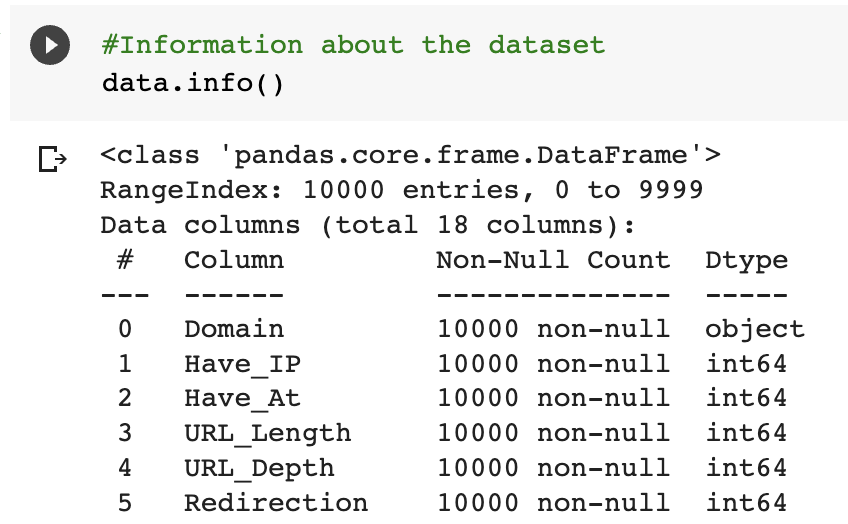 #Information about the dataset
data.info()
<class 'pandas.core.frame.DataFrame'>
RangeIndex: 10000 entries, 0 to 9999
Data columns (total 18 columns):
 #   Column         Non-Null Count  Dtype
---  ------         --------------  -----
 0   Domain         10000 non-null  object
 1   Have_IP        10000 non-null  int64
 2   Have_At        10000 non-null  int64
 3   URL_Length     10000 non-null  int64
 4   URL_Depth      10000 non-null  int64
 5   Redirection    10000 non-null  int64